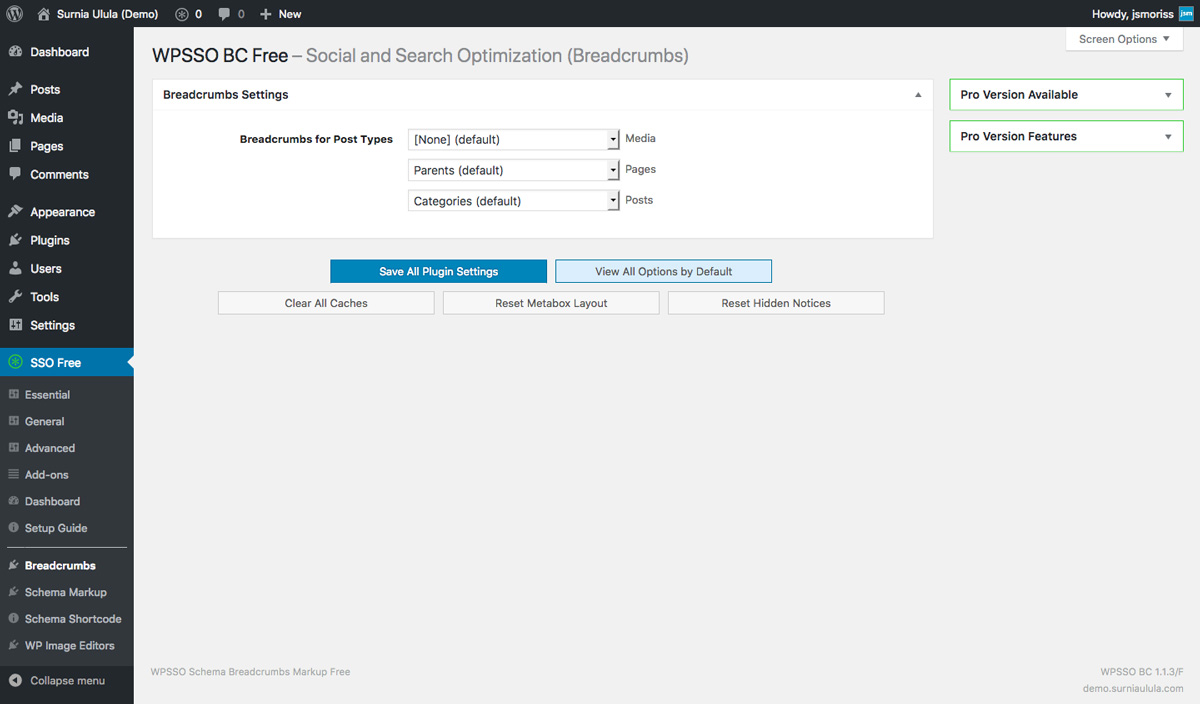 Surnia Ulula (Demo) 0 0 New Howdy, jsmoriss jsm
Screen Options
Dashboard
Posts
Media
Pages
Comments
Appearance
Plugins
Users
Tools
Settings
SSO Free
Essential
General
Advanced
Add-ons
Dashboard
Setup Guide
Breadcrumbs
Schema Markup
Schema Shortcode
WP Image Editors
Collapse menu
WPSSO BC Free – Social and Search Optimization (Breadcrumbs)
Breadcrumbs Settings
Breadcrumbs for Post Types [None] (default) Media
Parents (default) Pages
Categories (default) Posts
Save All Plugin Settings View All Options by Default
Clear All Caches Reset Metabox Layout Reset Hidden Notices
Pro Version Available
Pro Version Features
WPSSO Schema Breadcrumbs Markup Free WPSSO BC 1.1.3/F
demo.surniaulula.com